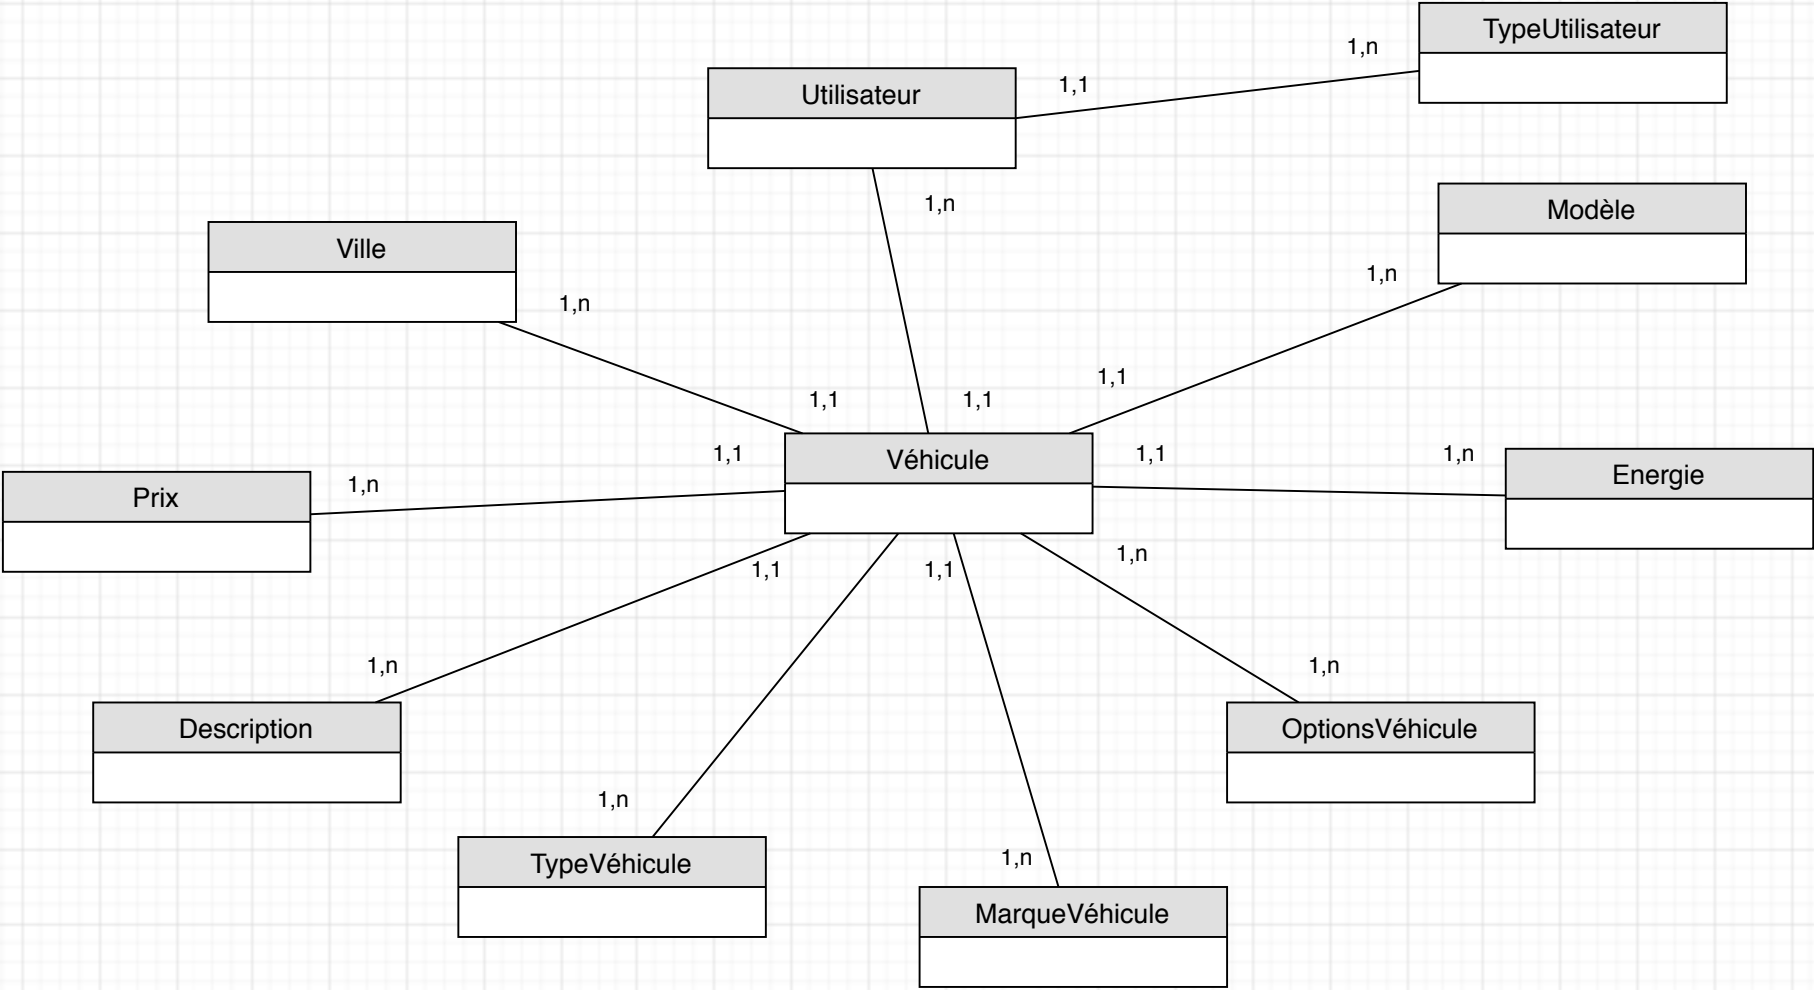 TypeUtilisateur
1,n
1,1
Utilisateur
1,n
Modèle
1,n
Ville
1,n
1,1
1,1
1,1
1,1
Véhicule
1,1
1,n
Energie
Prix
1,n
1,1
1,1
1,n
1,n
1,n
Description
OptionsVéhicule
1,n
TypeVéhicule
1,n
MarqueVéhicule